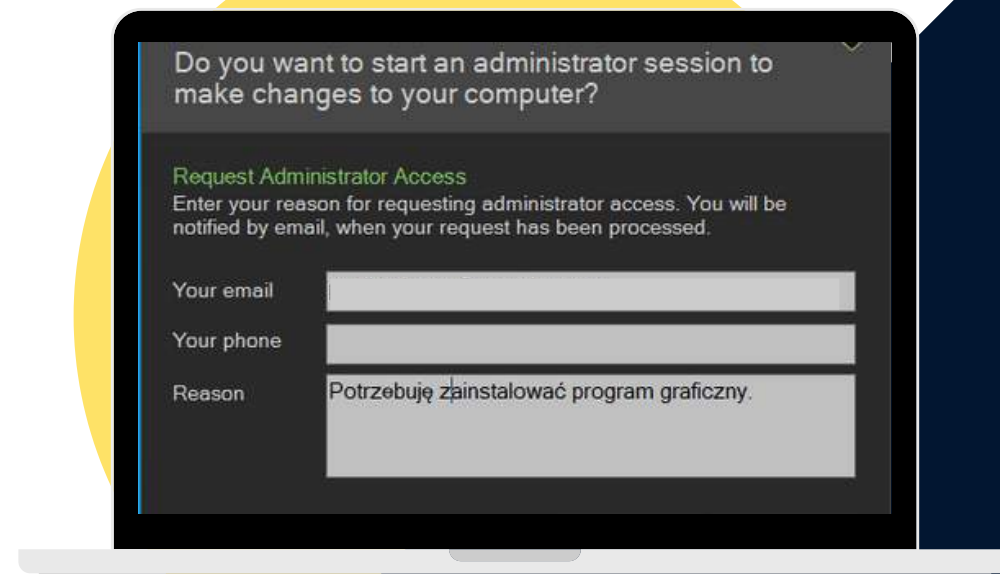 Do you want to start an administrator session to
make changes to your computer?
Request Administrator Access
Enter your reason for requesting administrator access. You will be
notified by email, when your request has been processed.
Your email
Your phone
Reason
Potrzebuję zainstalować program graficzny.